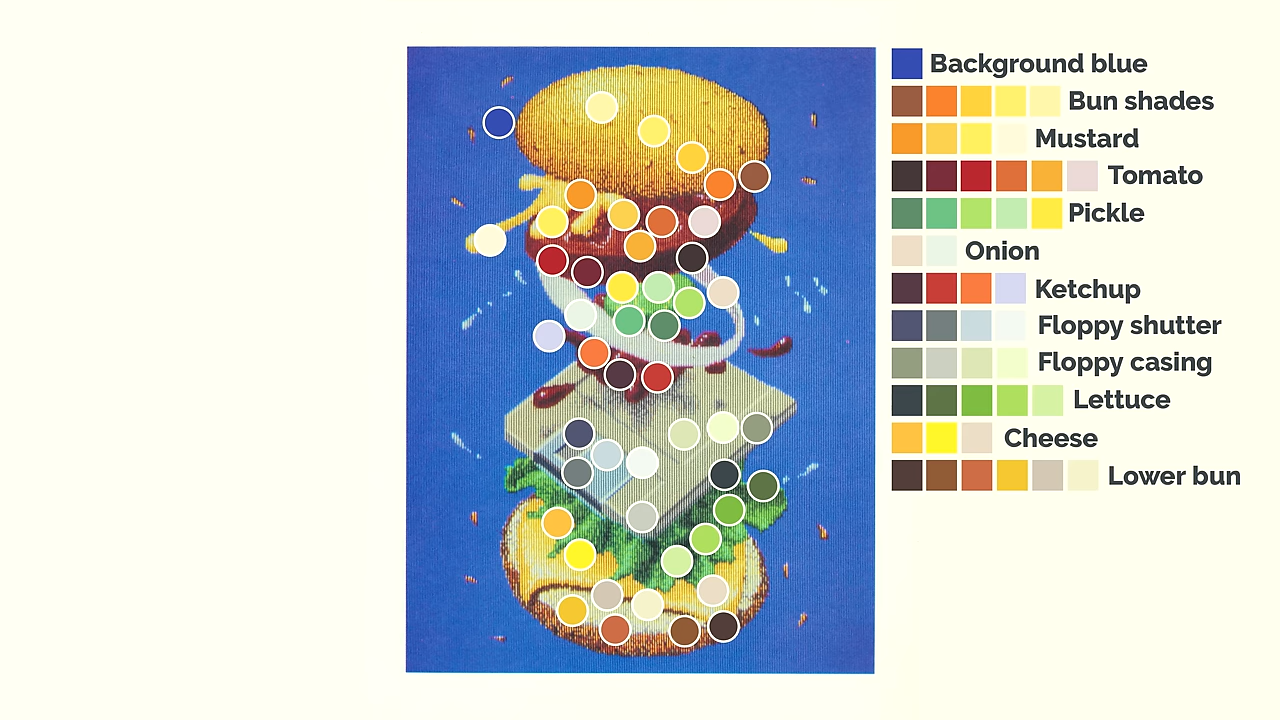 Background blue
Bun shades
Mustard
Tomato
Pickle
Onion
Ketchup
Floppy shutter
Floppy casing
Lettuce
Cheese
Lower bun